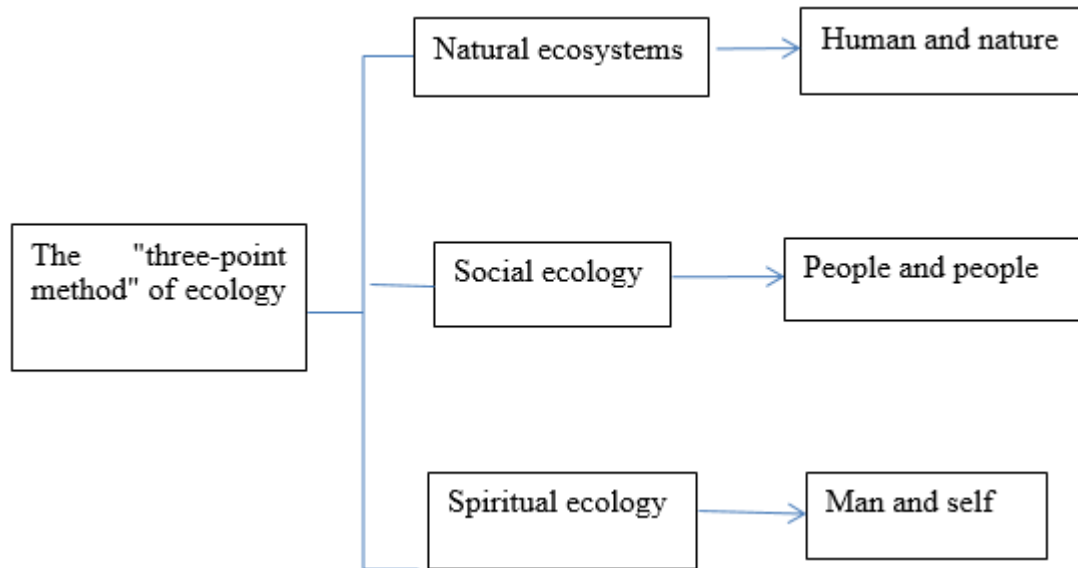 Natural ecosystems
Human and nature
The "three-point
method" of ecology
Social ecology
People and people
Spiritual ecology
Man and self